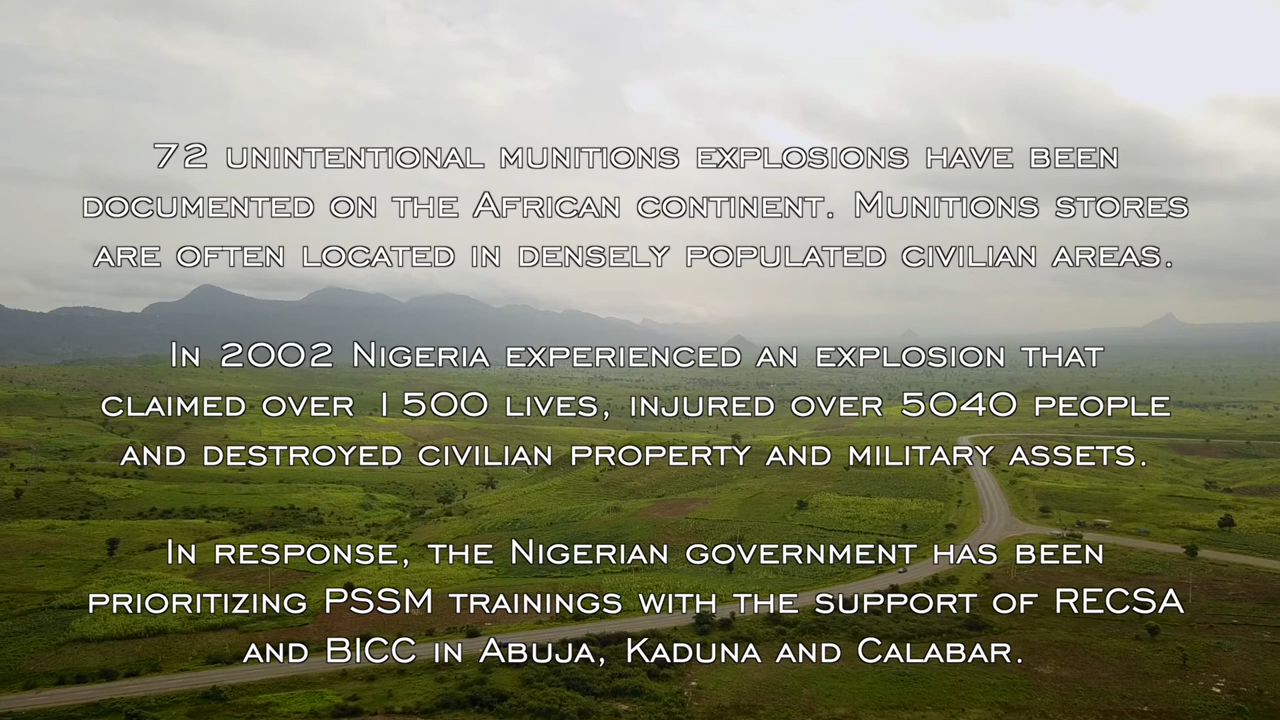 72 UNINTENTIONAL MUNITIONS EXPLOSIONS HAVE BEEN
DOCUMENTED ON THE AFRICAN CONTINENT. MUNITIONS STORES
ARE OFTEN LOCATED IN DENSELY POPULATED CIVILIAN AREAS.
IN 2002 NIGERIA EXPERIENCED AN EXPLOSION THAT
CLAIMED OVER 1500 LIVES, INJURED OVER 5040 PEOPLE
AND DESTROYED CIVILIAN PROPERTY AND MILITARY ASSETS.
IN RESPONSE, THE NIGERIAN GOVERNMENT HAS BEEN
PRIORITIZING PSSM TRAININGS WITH THE SUPPORT OF RECSA
AND BICC IN ABUJA, KADUNA AND CALABAR.